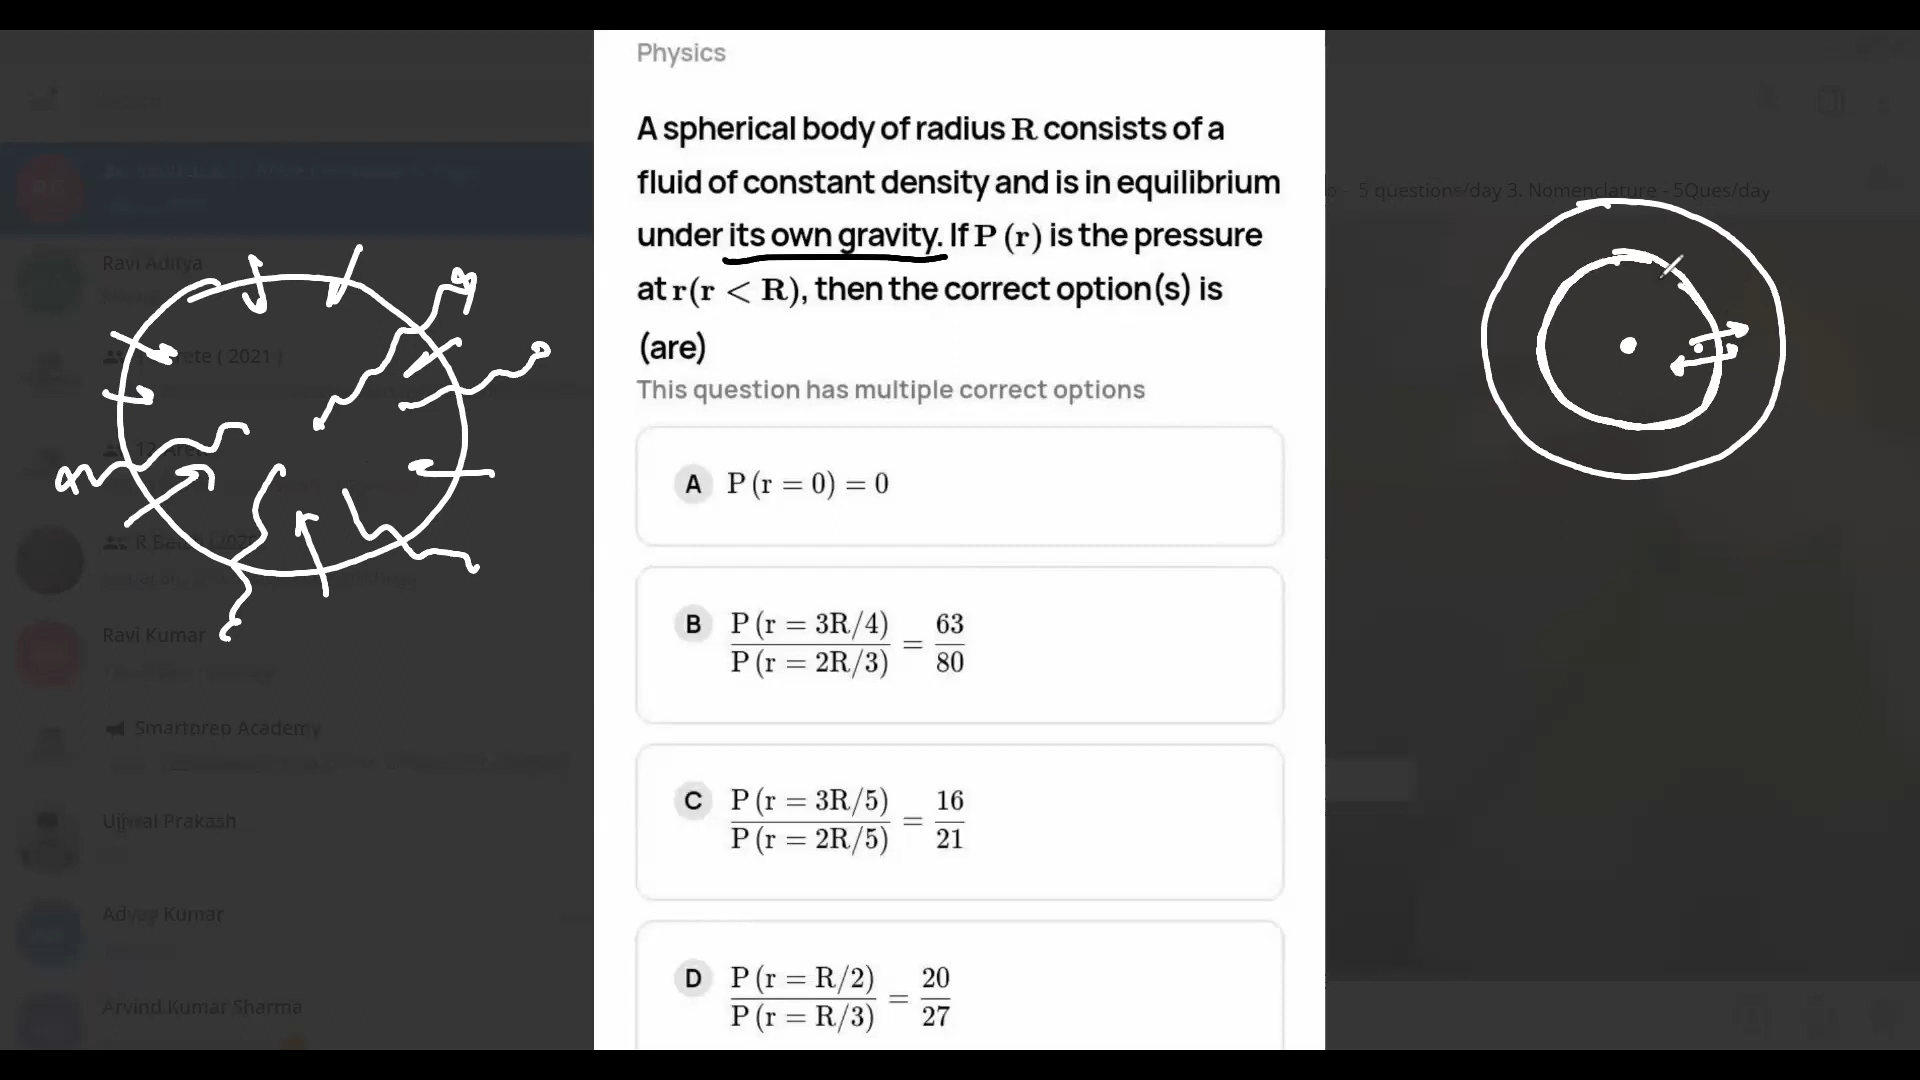 Physics
A spherical body of radius R consists of a
fluid of constant density and is in equilibrium
under its own gravity. If P (r) is the pressure
at r(r < R), then the correct option(s) is
(are)
This question has multiple correct options
A P (r = 0) = 0
B P (r = 3R/4) / P (r = 2R/3) = 63/80
C P (r = 3R/5) / P (r = 2R/5) = 16/21
D P (r = R/2) / P (r = R/3) = 20/27
5 questions/day 3. Nomenclature - 5Ques/day
Ravi Aditya
( 2021 )
Ravi Kumar
Smartprep Academy
Ujjwal Prakash
Advay Kumar
Arvind Kumar Sharma